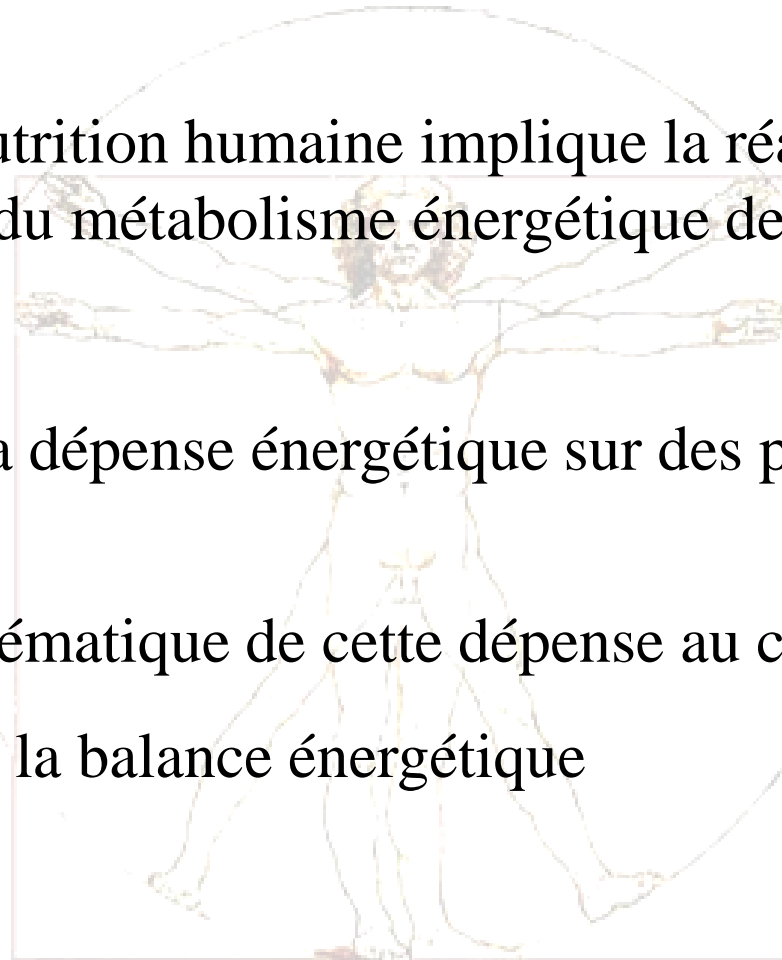 utrition humaine implique la réa
du métabolisme énergétique de
a dépense énergétique sur des p
ématique de cette dépense au c
la balance énergétique